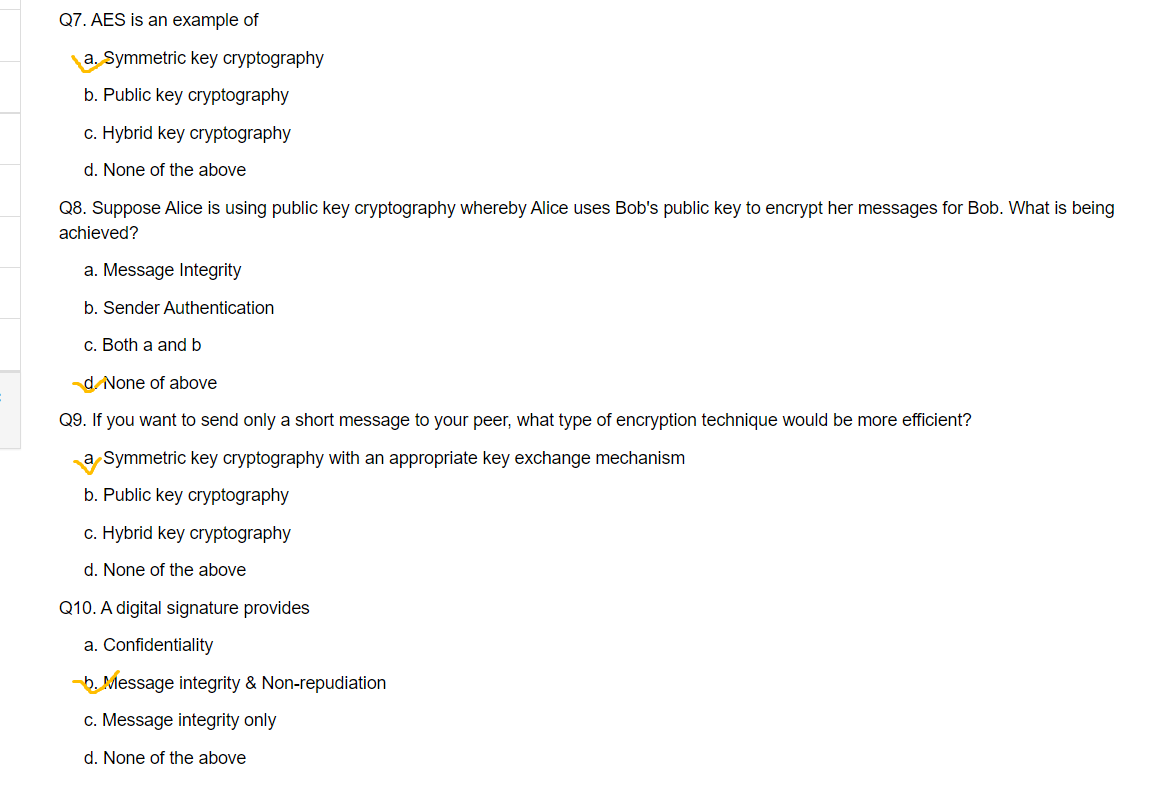 Q7. AES is an example of
a. Symmetric key cryptography
b. Public key cryptography
c. Hybrid key cryptography
d. None of the above
Q8. Suppose Alice is using public key cryptography whereby Alice uses Bob's public key to encrypt her messages for Bob. What is being
achieved?
a. Message Integrity
b. Sender Authentication
c. Both a and b
d. None of above
Q9. If you want to send only a short message to your peer, what type of encryption technique would be more efficient?
a. Symmetric key cryptography with an appropriate key exchange mechanism
b. Public key cryptography
c. Hybrid key cryptography
d. None of the above
Q10. A digital signature provides
a. Confidentiality
b. Message integrity & Non-repudiation
c. Message integrity only
d. None of the above